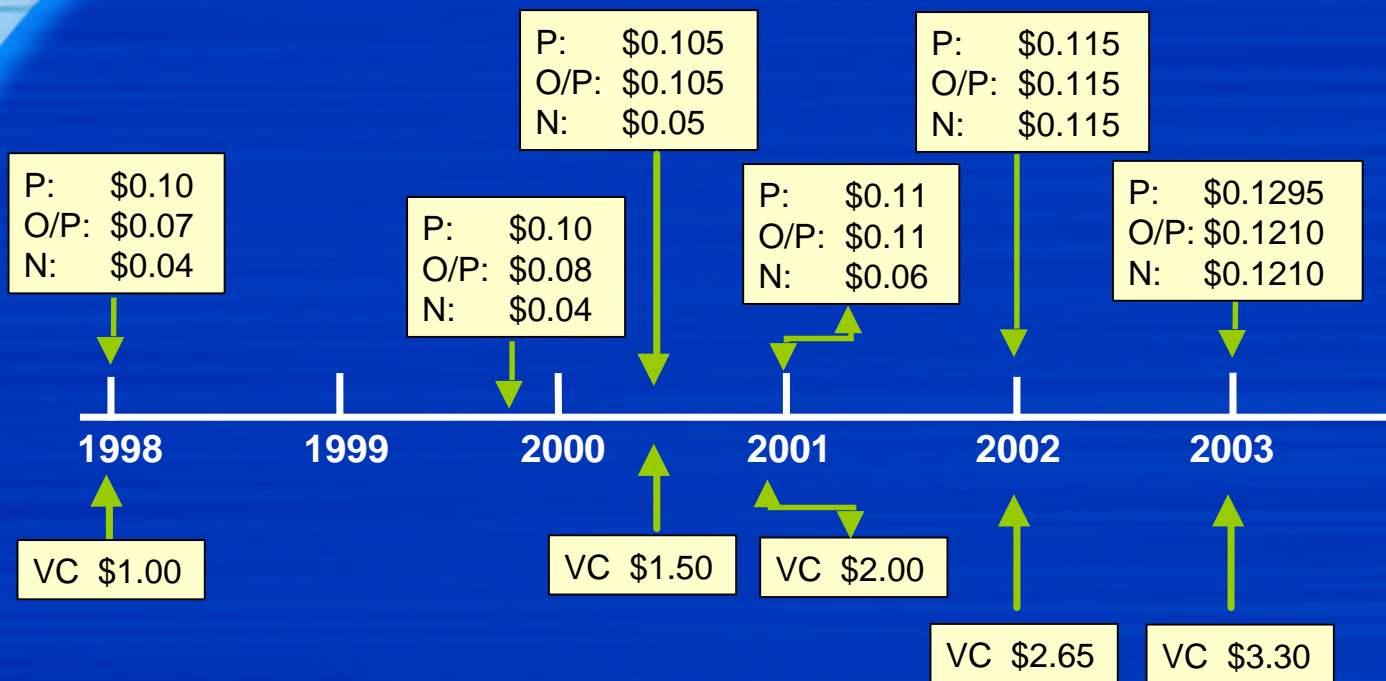 P: $0.105
O/P: $0.105
N: $0.05
P: $0.115
O/P: $0.115
N: $0.115
P: $0.10
O/P: $0.07
N: $0.04
P: $0.10
O/P: $0.08
N: $0.04
P: $0.11
O/P: $0.11
N: $0.06
P: $0.1295
O/P: $0.1210
N: $0.1210
1998 1999 2000 2001 2002 2003
VC $1.00
VC $1.50
VC $2.00
VC $2.65
VC $3.30